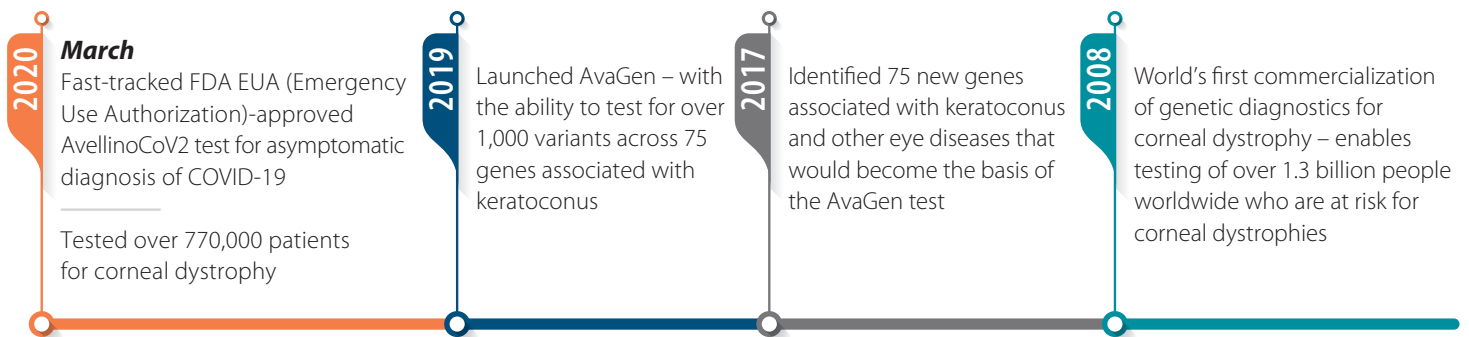 2020
March
Fast-tracked FDA EUA (Emergency
Use Authorization)-approved
AvellinoCoV2 test for asymptomatic
diagnosis of COVID-19
Tested over 770,000 patients
for corneal dystrophy
2019
Launched AvaGen – with
the ability to test for over
1,000 variants across 75
genes associated with
keratoconus
2017
Identified 75 new genes
associated with keratoconus
and other eye diseases that
would become the basis of
the AvaGen test
2008
World’s first commercialization
of genetic diagnostics for
corneal dystrophy – enables
testing of over 1.3 billion people
worldwide who are at risk for
corneal dystrophies